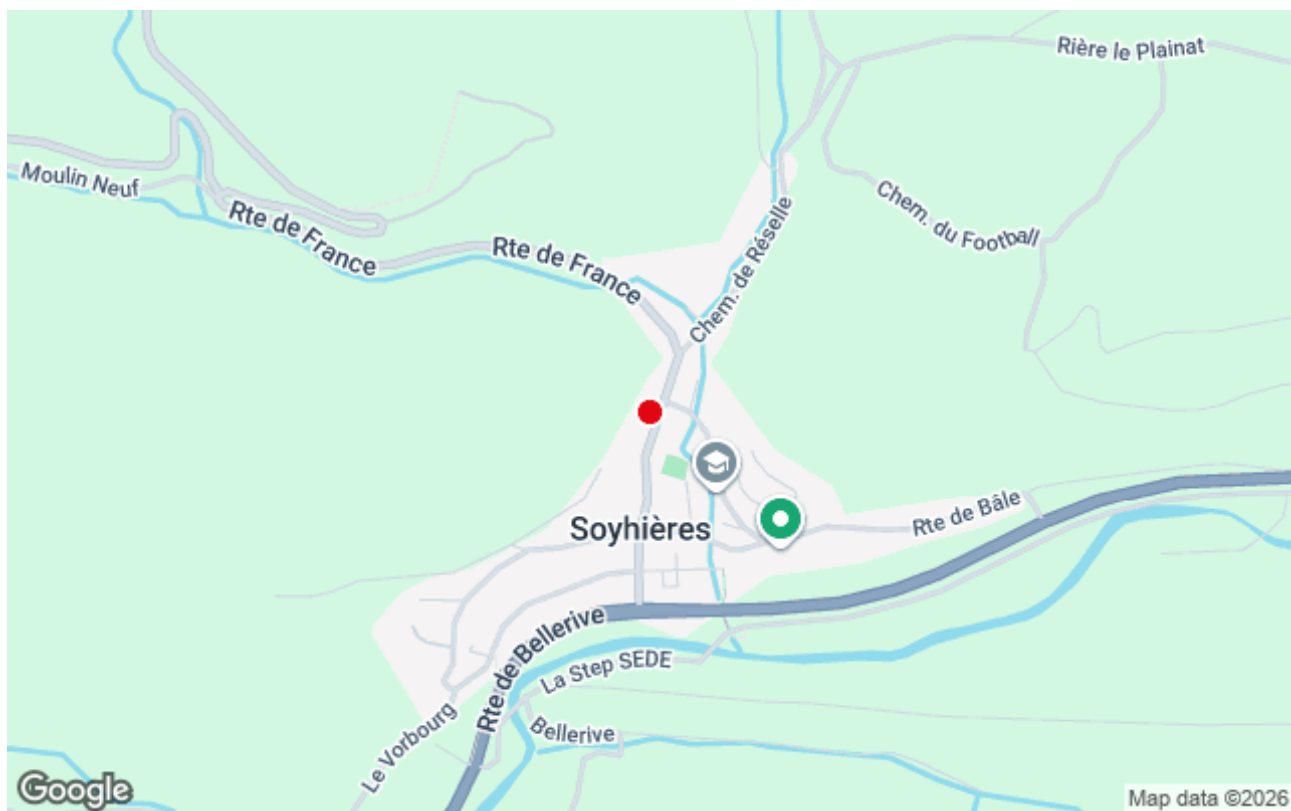 Rière le Plainat
Moulin Neuf
Rte de France
Rte de France
Chem. du Football
Chem. de Réselle
Soyhières
Rte de Bâle
Rte de Bellerive
La Step SEDE
Le Vorbourg
Bellerive
Google
Map data ©2026